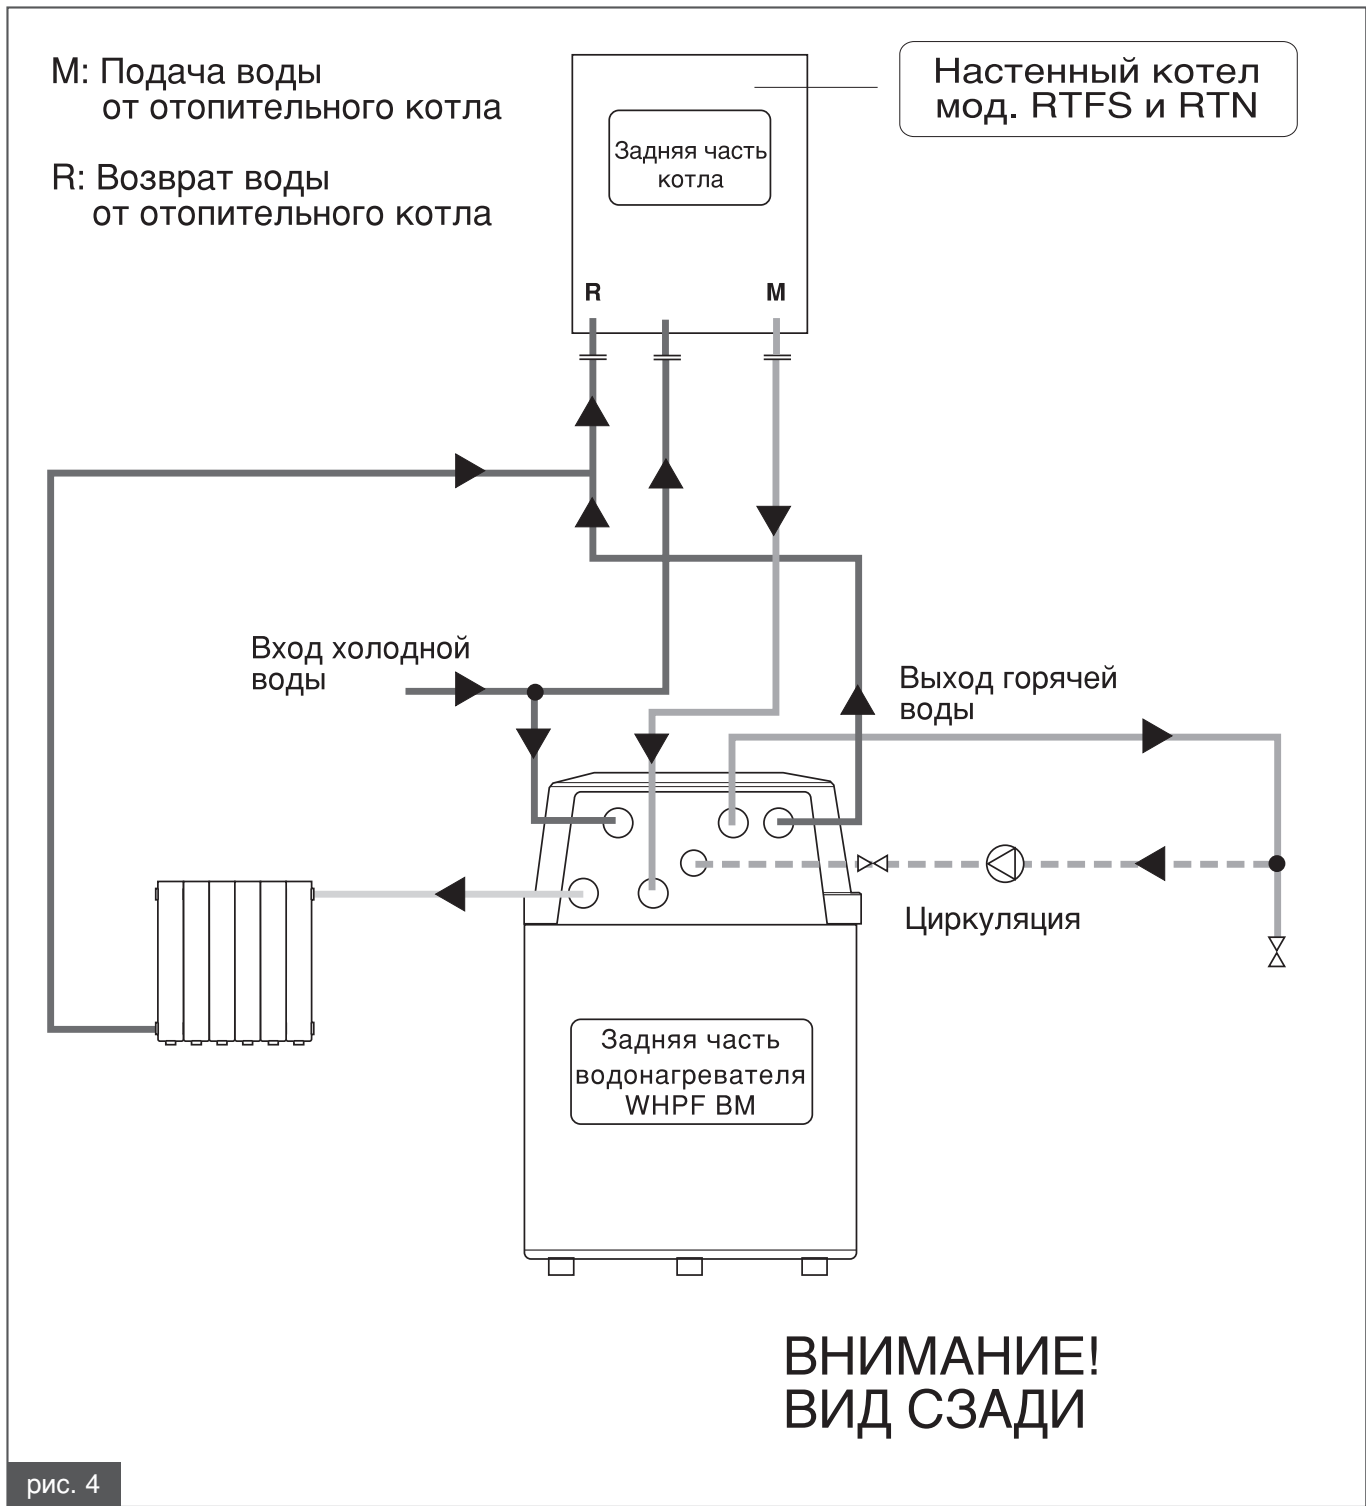 М: Подача воды
от отопительного котла
R: Возврат воды
от отопительного котла
Настенный котел
мод. RTFS и RTN
Задняя часть
котла
R
M
Вход холодной
воды
Выход горячей
воды
Циркуляция
Задняя часть
водонагревателя
WHPF BM
ВНИМАНИЕ!
ВИД СЗАДИ
рис. 4